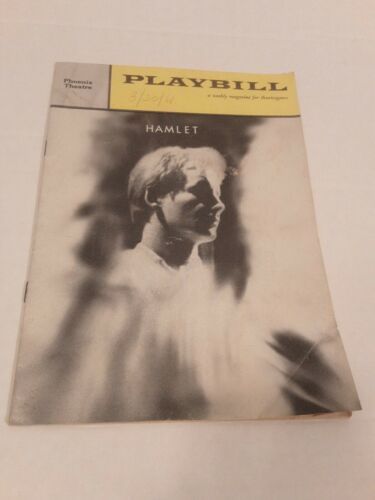 Phoenix
Theatre
PLAYBILL
a weekly magazine for theatregoers
HAMLET